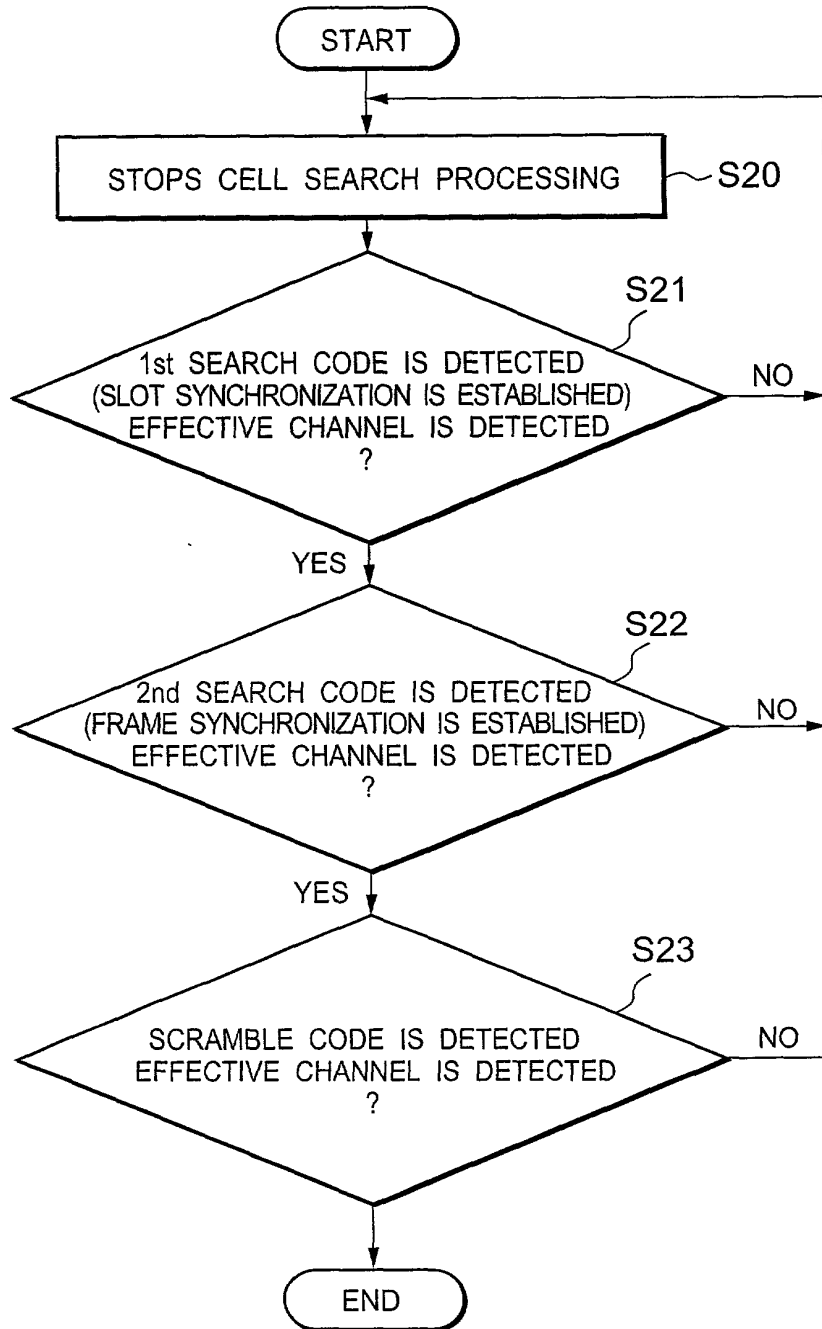 START
STOPS CELL SEARCH PROCESSING
S20
S21
1st SEARCH CODE IS DETECTED
(SLOT SYNCHRONIZATION IS ESTABLISHED)
EFFECTIVE CHANNEL IS DETECTED
?
NO
YES
S22
2nd SEARCH CODE IS DETECTED
(FRAME SYNCHRONIZATION IS ESTABLISHED)
EFFECTIVE CHANNEL IS DETECTED
?
NO
YES
S23
SCRAMBLE CODE IS DETECTED
EFFECTIVE CHANNEL IS DETECTED
?
NO
END